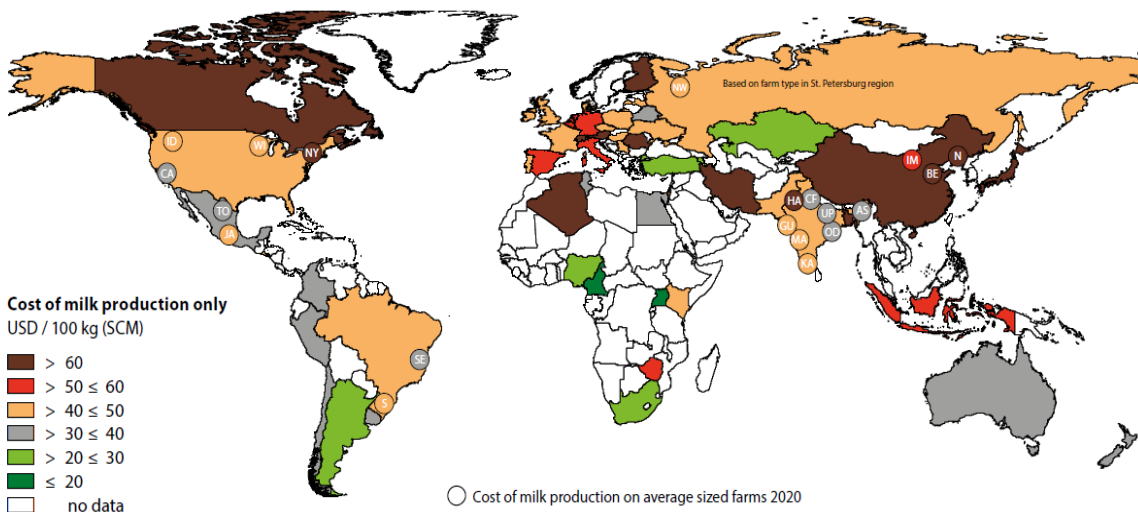 Based on farm type in St. Petersburg region
NW
ID
WI
NY
CA
TO
JA
SE
S
IM
N
BE
HA
CF
UP
AS
GU
OD
MA
KA
Cost of milk production only
USD / 100 kg (SCM)
> 60
> 50 ≤ 60
> 40 ≤ 50
> 30 ≤ 40
> 20 ≤ 30
≤ 20
no data
Cost of milk production on average sized farms 2020